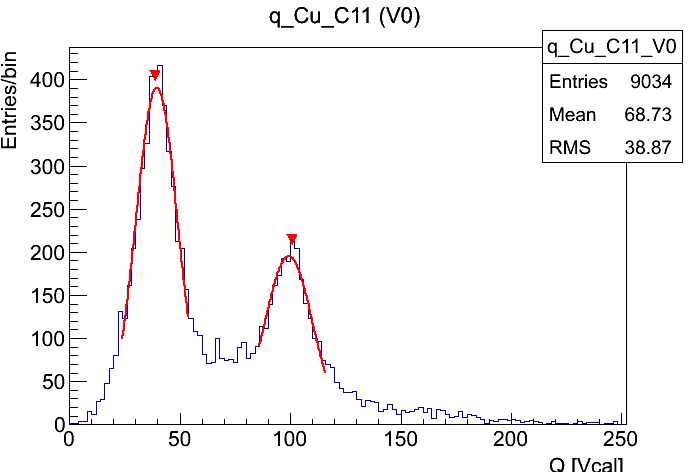 q_Cu_C11 (V0)
q_Cu_C11_V0
Entries 9034
Mean 68.73
RMS 38.87
Entries/bin
400
350
300
250
200
150
100
50
0
0 50 100 150 200 250
Q [Vcal]